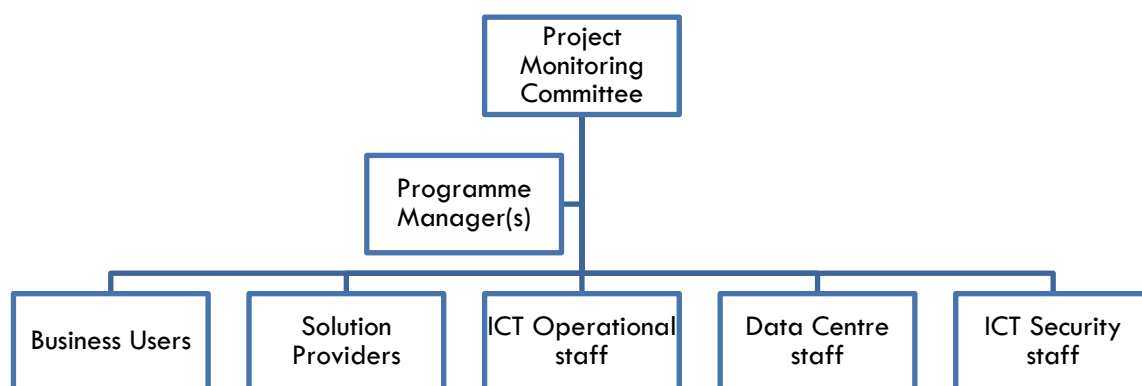 Project
Monitoring
Committee
Programme
Manager(s)
Business Users
Solution
Providers
ICT Operational
staff
Data Centre
staff
ICT Security
staff